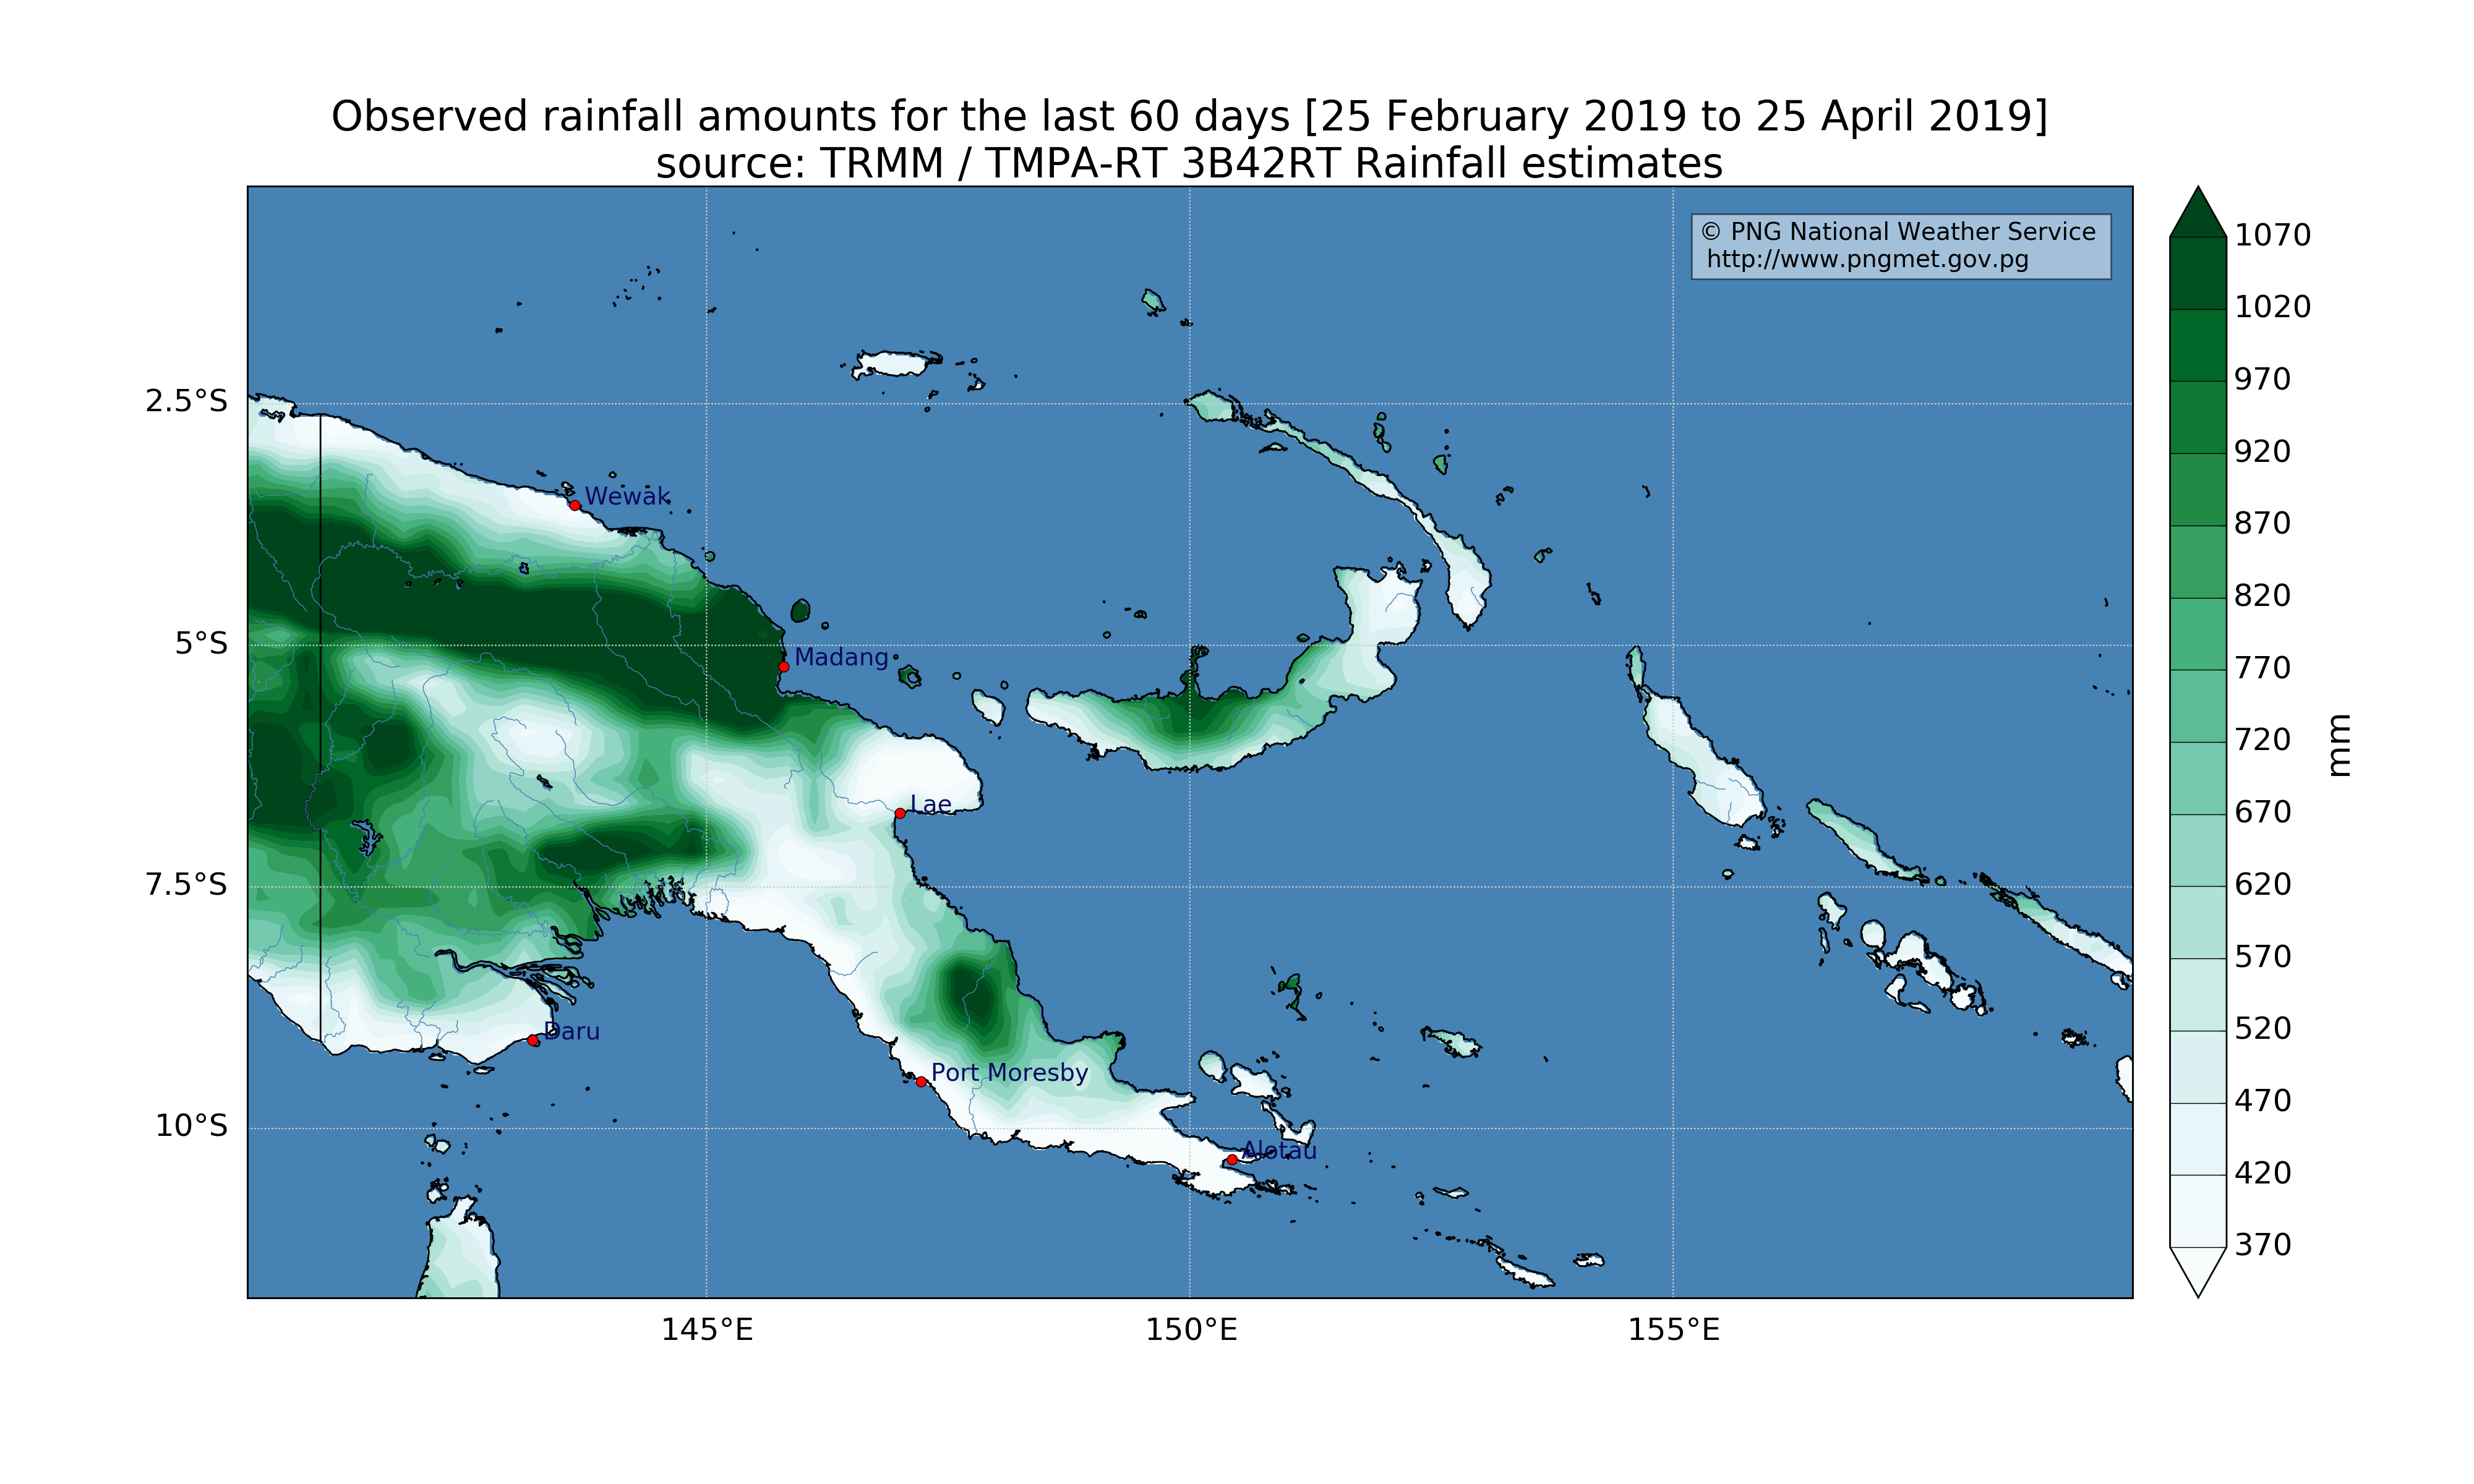 Observed rainfall amounts for the last 60 days [25 February 2019 to 25 April 2019]
source: TRMM / TMPA-RT 3B42RT Rainfall estimates
© PNG National Weather Service
http://www.pngmet.gov.pg
1070
1020
970
920
870
820
770
720
670
620
570
520
470
420
370
mm
2.5°S
5°S
7.5°S
10°S
Wewak
Madang
Lae
Daru
Port Moresby
Alotau
145°E
150°E
155°E